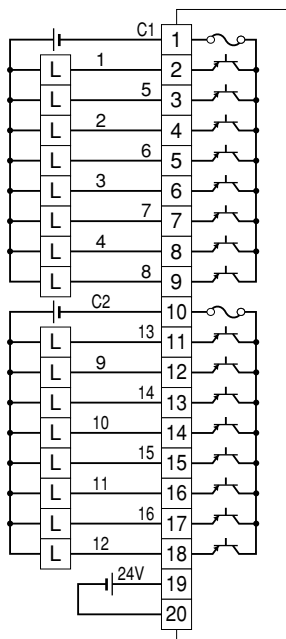 C1 1
L 1 2
L 5 3
L 2 4
L 6 5
L 3 6
L 7 7
L 4 8
L 8 9
C2 10
L 13 11
L 9 12
L 14 13
L 10 14
L 15 15
L 11 16
L 16 17
L 12 18
24V 19
20